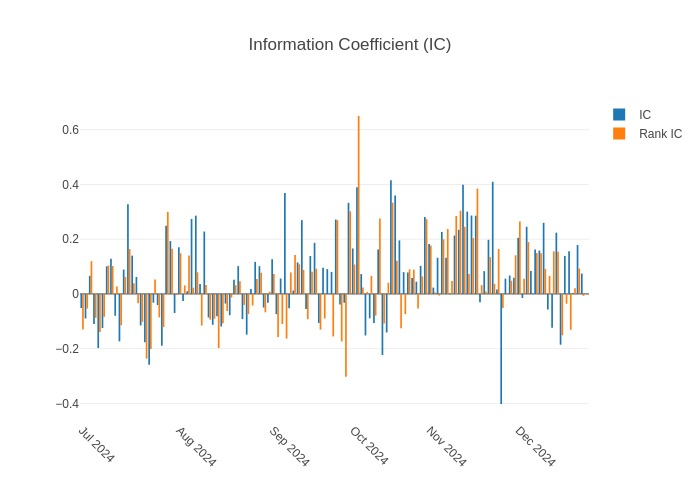 Information Coefficient (IC)
IC
Rank IC
0.6
0.4
0.2
0
−0.2
−0.4
Jul 2024
Aug 2024
Sep 2024
Oct 2024
Nov 2024
Dec 2024